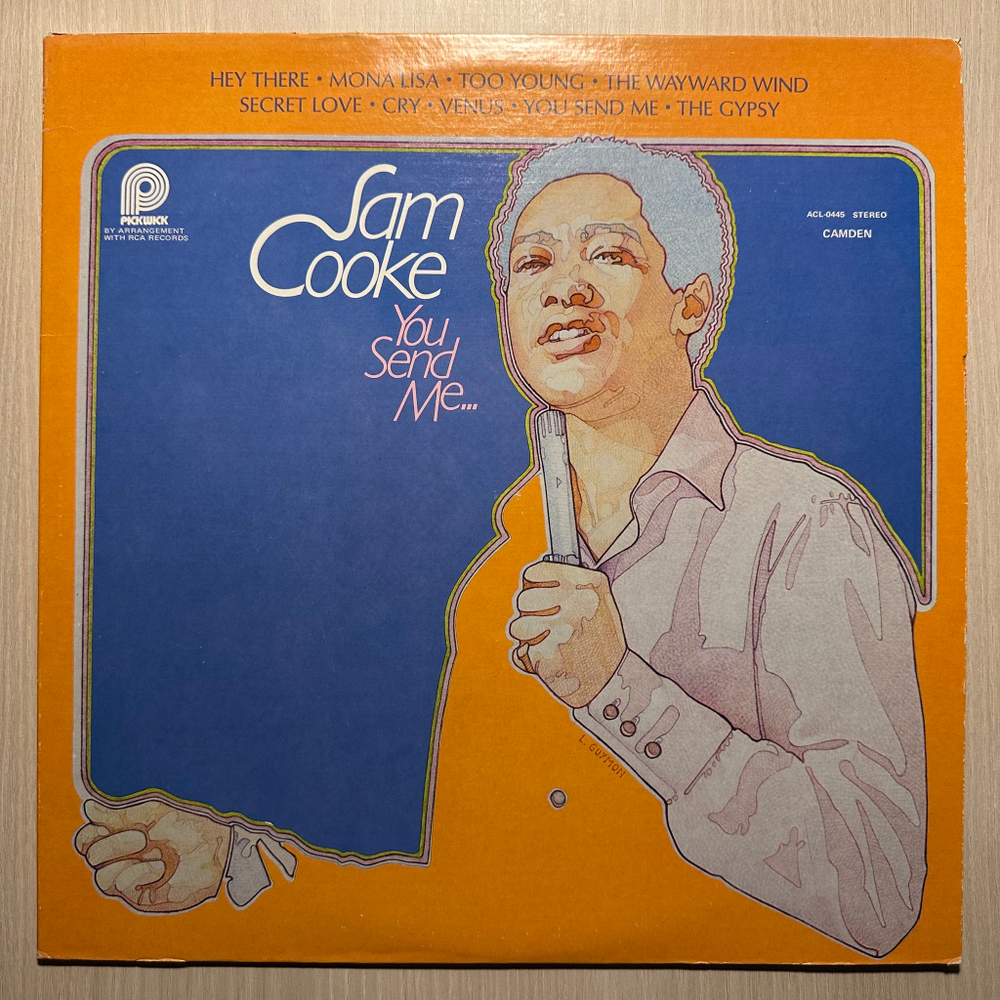 HEY THERE • MONA LISA • TOO YOUNG • THE WAYWARD WIND
SECRET LOVE • CRY • VENUS • YOU SEND ME • THE GYPSY
PICKWICK
BY ARRANGEMENT
WITH RCA RECORDS
Sam
Cooke
You
Send
Me...
ACL-0445 STEREO
CAMDEN
L. GUYMON